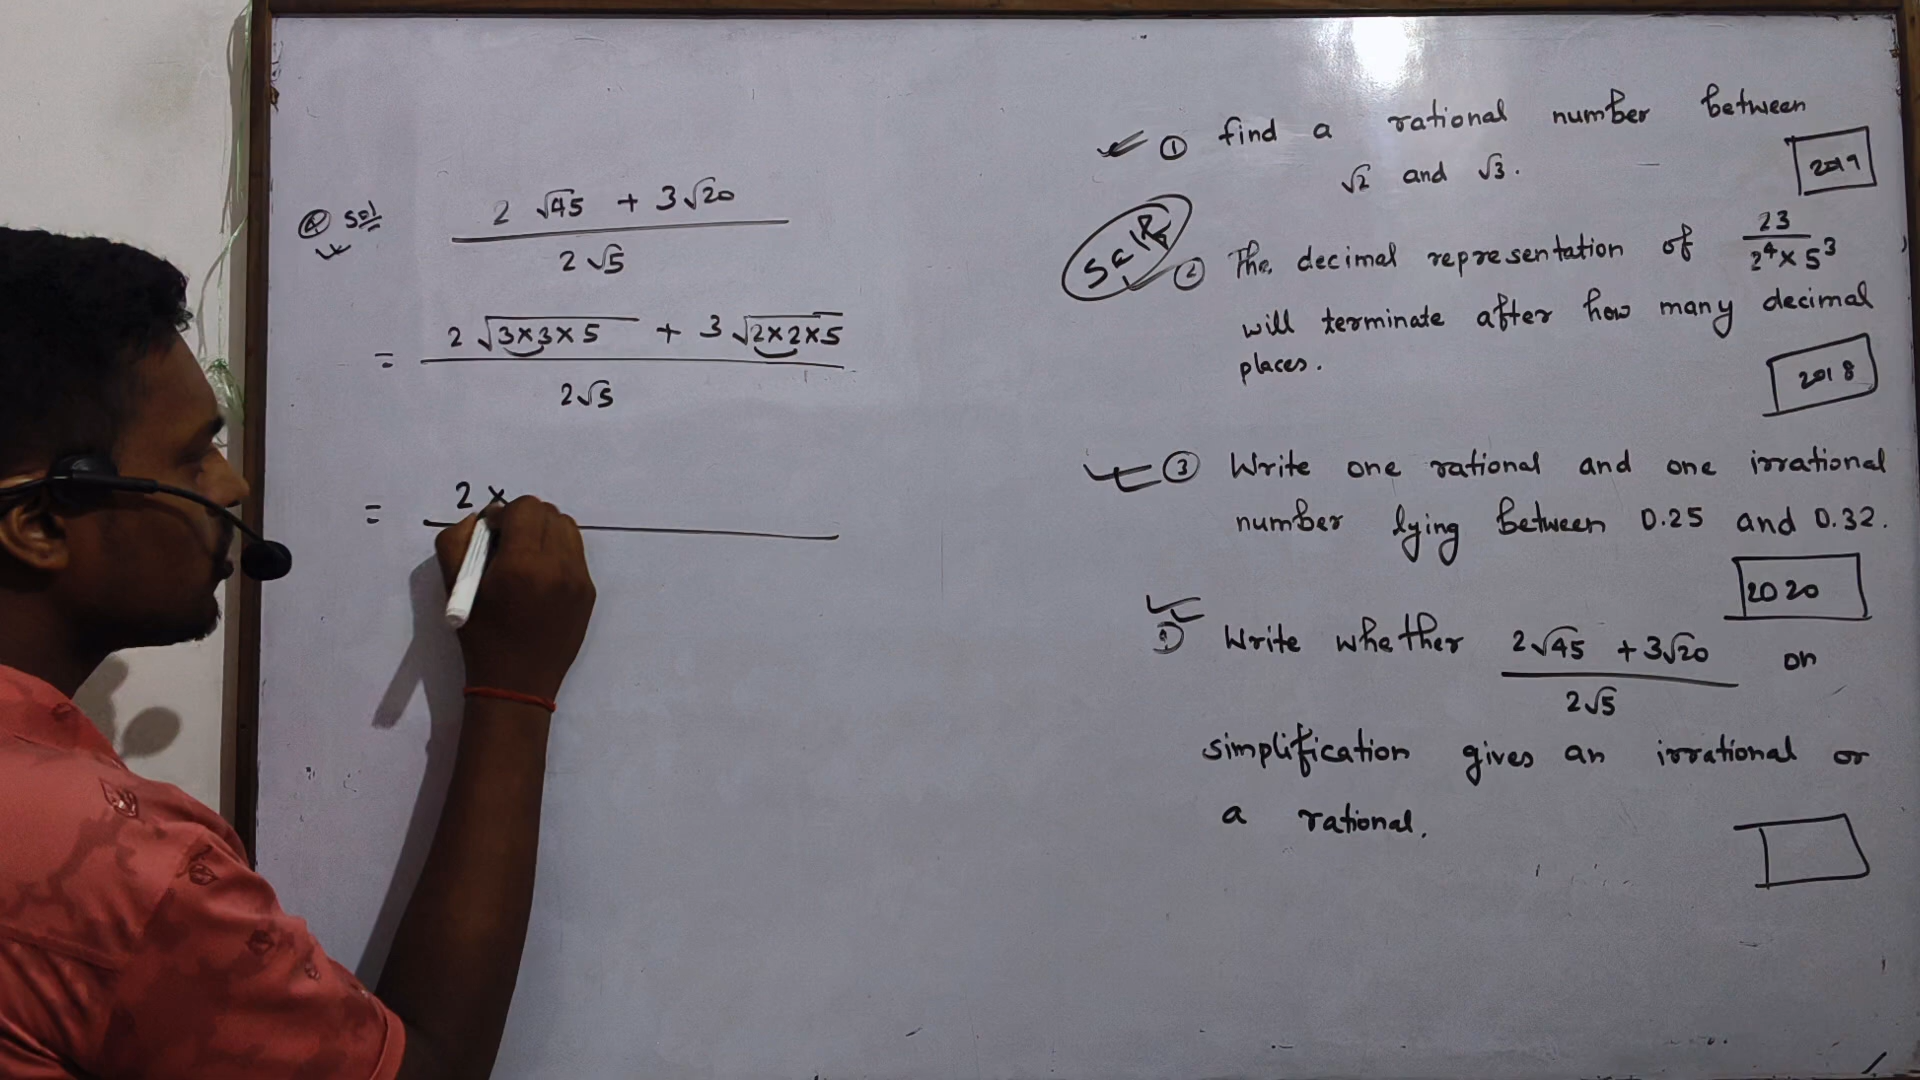 ④ Sol
2 √45 + 3√20
2√5
= 2 √3×3×5 + 3 √2×2×5
2√5
= 2 ×
① find a rational number between
√2 and √3.
2019
Self
② The decimal representation of 23
2⁴× 5³
will terminate after how many decimal
places.
2018
③ Write one rational and one irrational
number lying between 0.25 and 0.32.
2020
Write whether 2√45 + 3√20 on
2√5
simplification gives an irrational or
a rational.